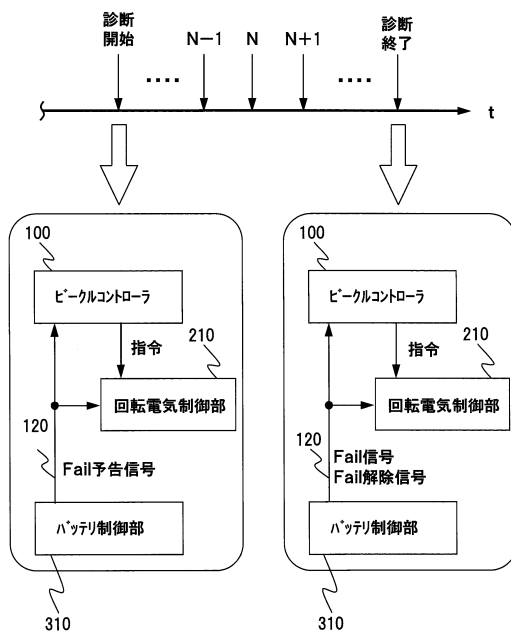 診断
開始
‥‥
N−1
N
N+1
‥‥
診断
終了
t
100
ﾋﾞｰｸﾙコントローラ
指令
210
回転電気制御部
120
Fail予告信号
ﾊﾞｯﾃﾘ制御部
310
100
ﾋﾞｰｸﾙコントローラ
指令
210
回転電気制御部
120
Fail信号
Fail解除信号
ﾊﾞｯﾃﾘ制御部
310